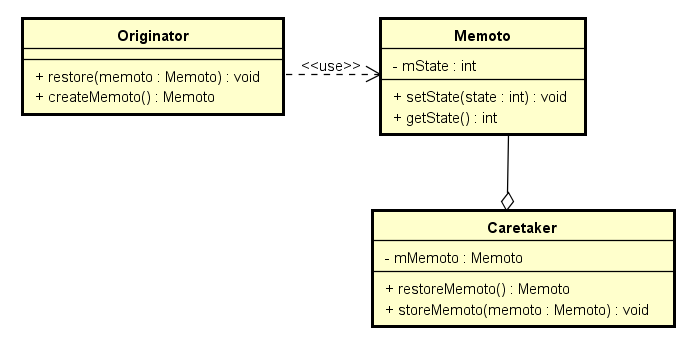 Originator
+ restore(memoto : Memoto) : void
+ createMemoto() : Memoto
<<use>>
Memoto
- mState : int
+ setState(state : int) : void
+ getState() : int
Caretaker
- mMemoto : Memoto
+ restoreMemoto() : Memoto
+ storeMemoto(memoto : Memoto) : void